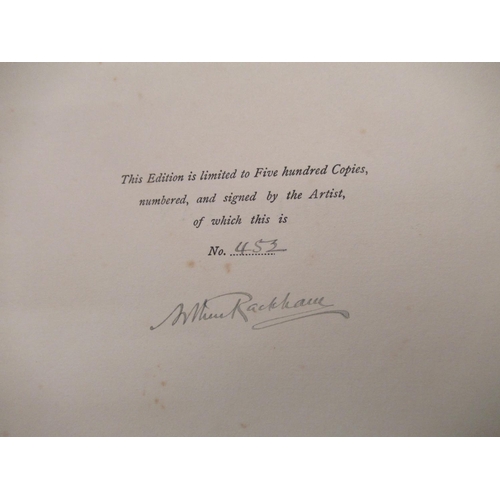 This Edition is limited to Five hundred Copies,
numbered, and signed by the Artist,
of which this is
No. 453
Arthur Rackham